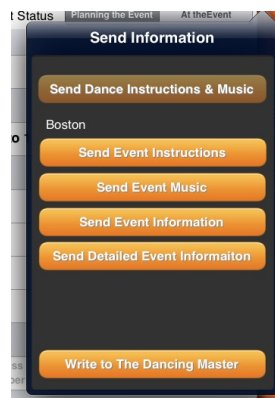 t Status Planning the Event At theEvent
Send Information
Send Dance Instructions & Music
Boston
Send Event Instructions
Send Event Music
Send Event Information
Send Detailed Event Informaiton
Write to The Dancing Master